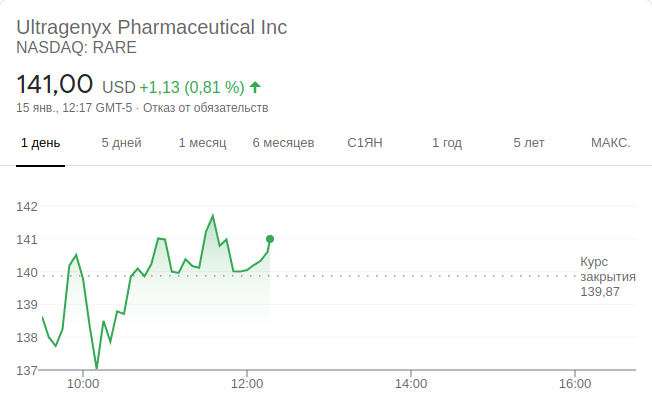 Ultragenyx Pharmaceutical Inc
NASDAQ: RARE
141,00 USD +1,13 (0,81 %)
15 янв., 12:17 GMT-5 · Отказ от обязательств
1 день 5 дней 1 месяц 6 месяцев С1ЯН 1 год 5 лет МАКС.
142
141
140
139
138
137
Курс
закрытия
139,87
10:00 12:00 14:00 16:00